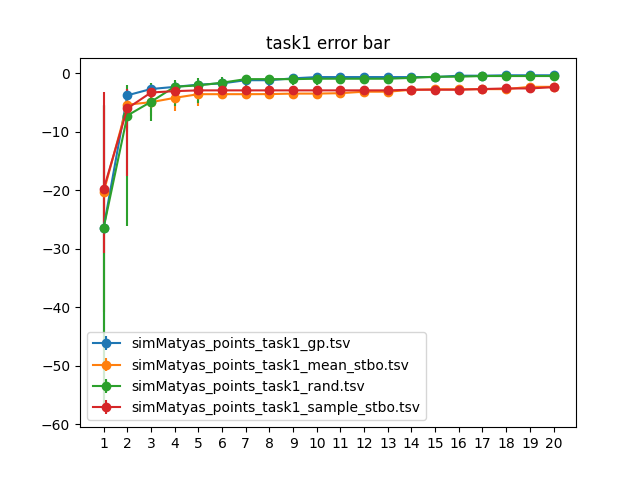 task1 error bar
0
−10
−20
−30
−40
−50
−60
simMatyas_points_task1_gp.tsv
simMatyas_points_task1_mean_stbo.tsv
simMatyas_points_task1_rand.tsv
simMatyas_points_task1_sample_stbo.tsv
1 2 3 4 5 6 7 8 9 10 11 12 13 14 15 16 17 18 19 20